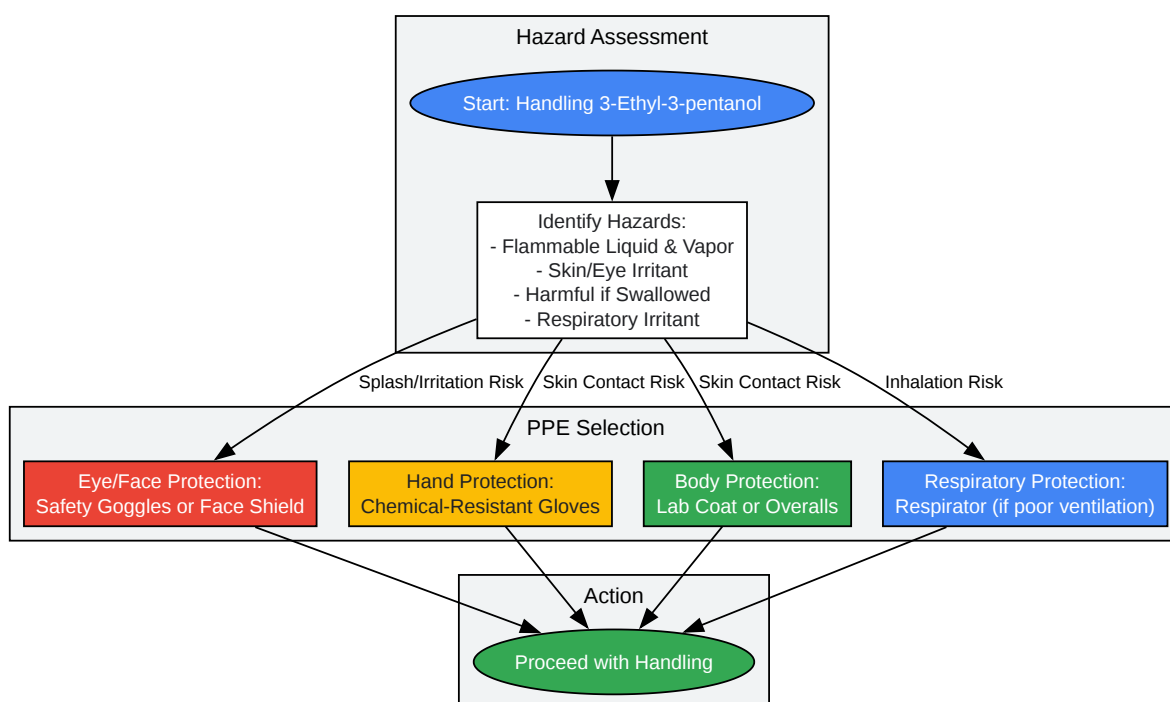 Hazard Assessment
Start: Handling 3-Ethyl-3-pentanol
Identify Hazards:
- Flammable Liquid & Vapor
- Skin/Eye Irritant
- Harmful if Swallowed
- Respiratory Irritant
Splash/Irritation Risk
Skin Contact Risk
Skin Contact Risk
Inhalation Risk
PPE Selection
Eye/Face Protection:
Safety Goggles or Face Shield
Hand Protection:
Chemical-Resistant Gloves
Body Protection:
Lab Coat or Overalls
Respiratory Protection:
Respirator (if poor ventilation)
Action
Proceed with Handling